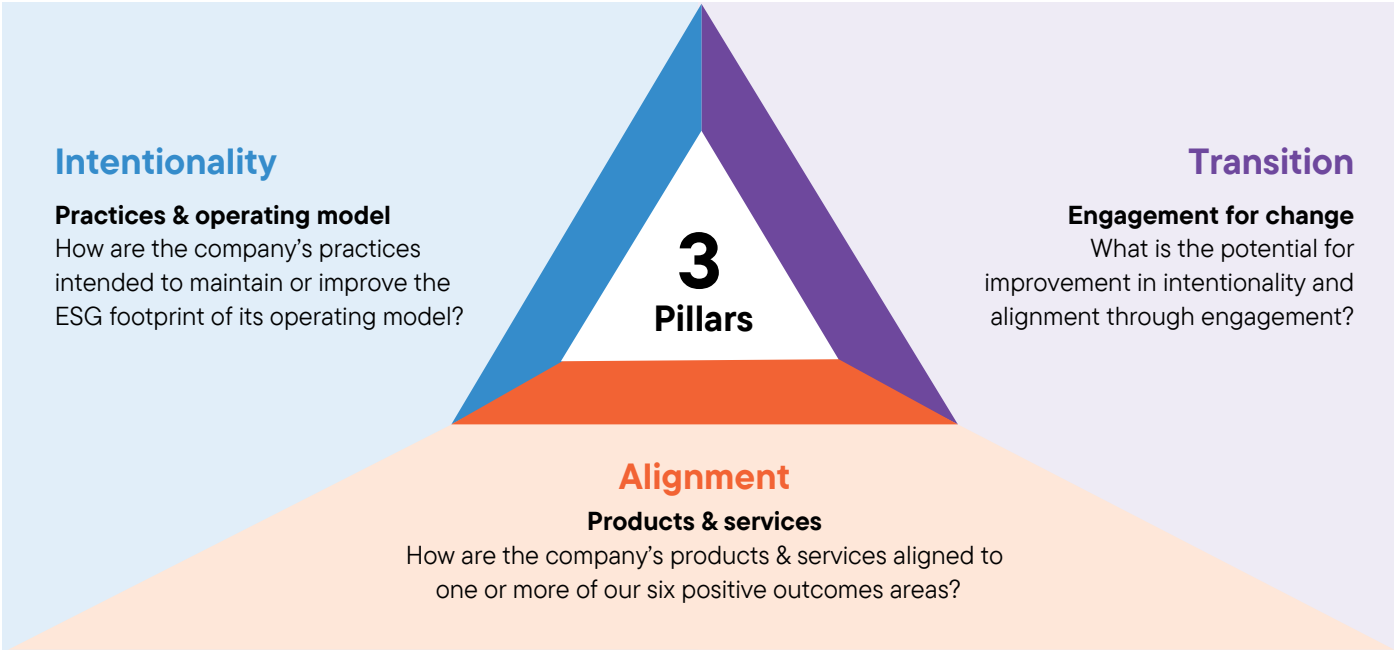 Intentionality
Practices & operating model
How are the company’s practices
intended to maintain or improve the
ESG footprint of its operating model?
3
Pillars
Transition
Engagement for change
What is the potential for
improvement in intentionality and
alignment through engagement?
Alignment
Products & services
How are the company’s products & services aligned to
one or more of our six positive outcomes areas?